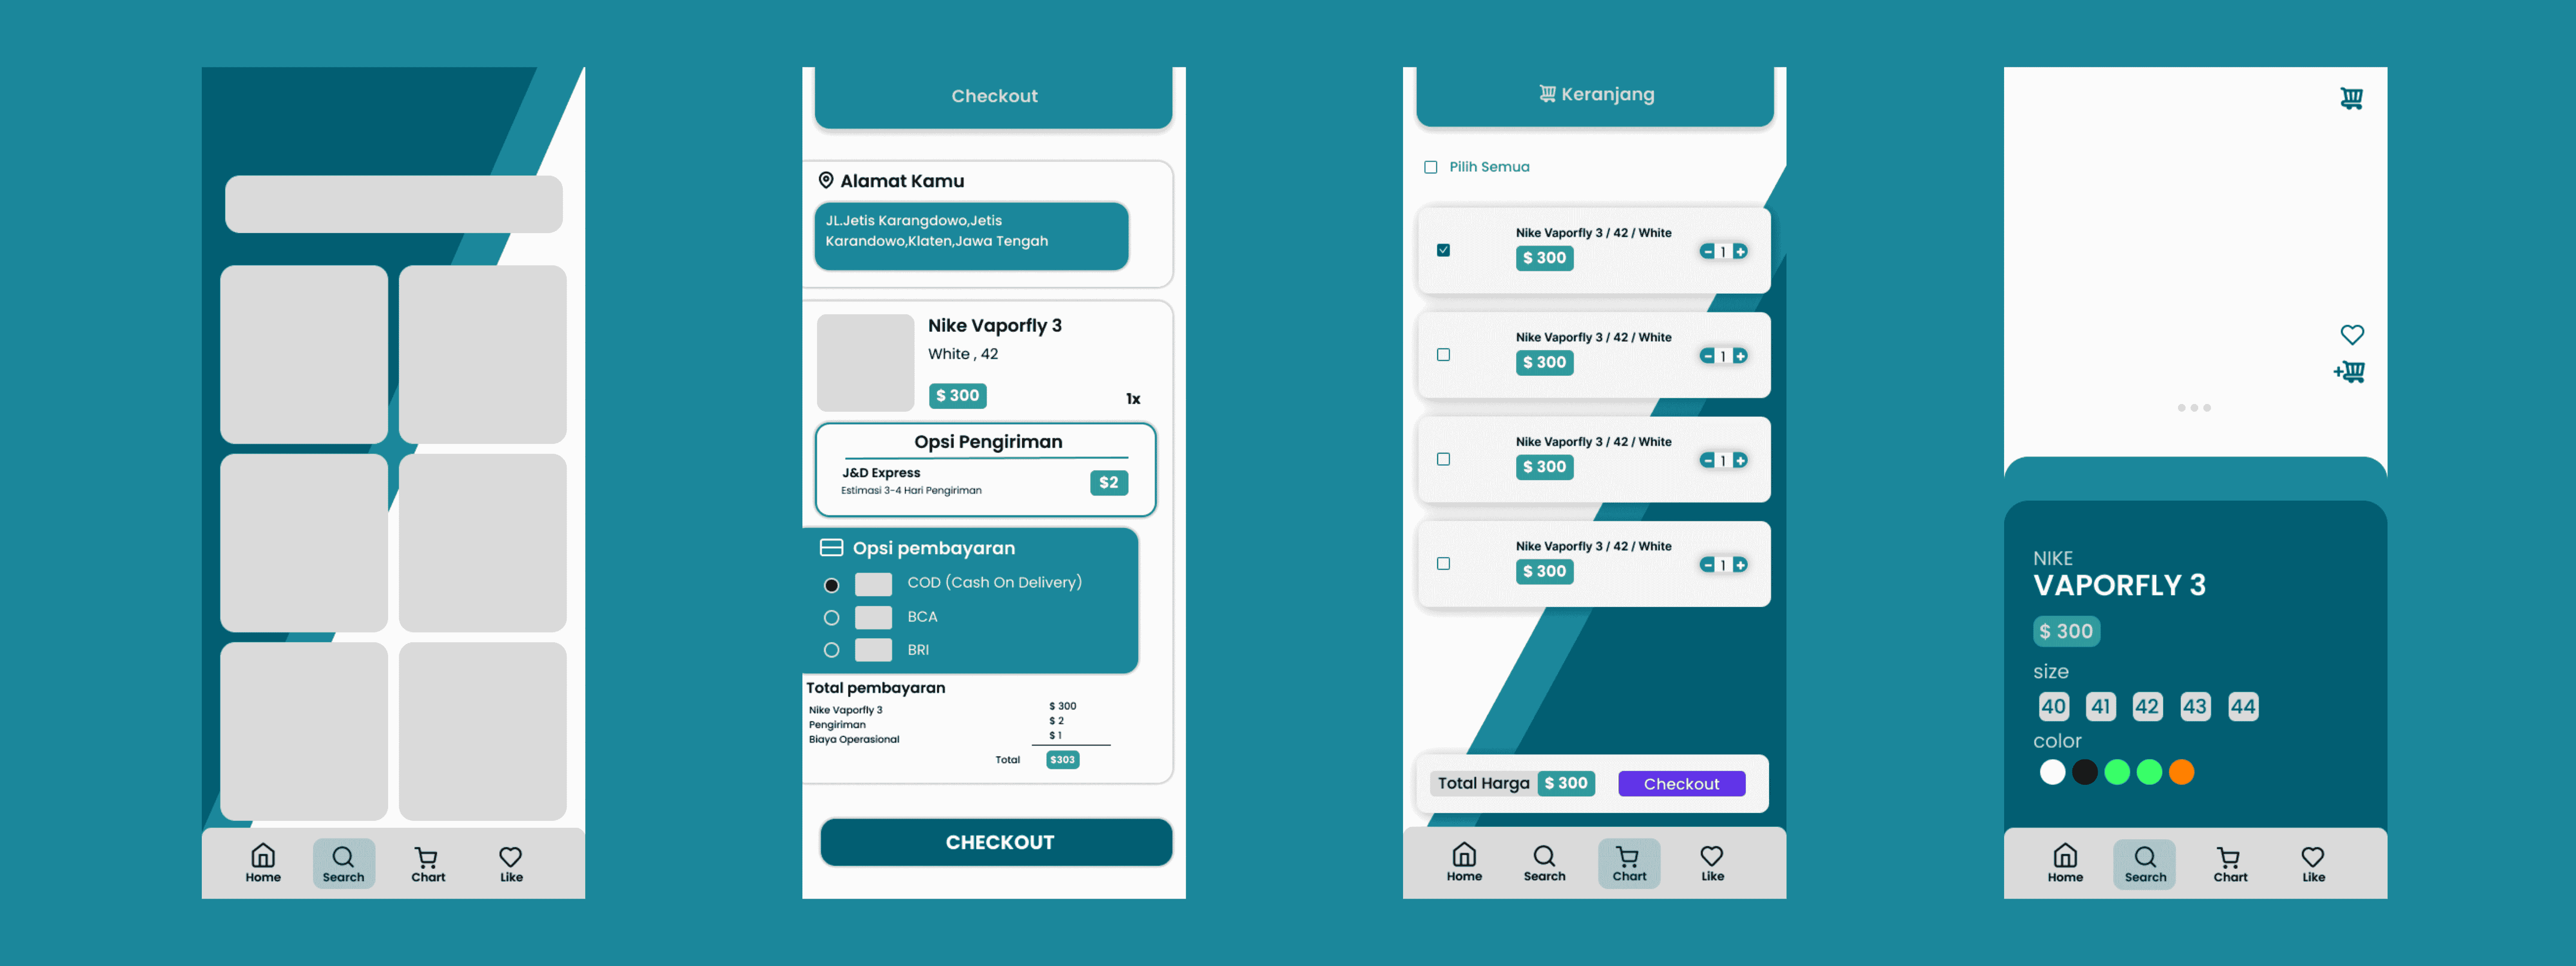 Home
Search
Chart
Like
Checkout
Alamat Kamu
JL.Jetis Karangdowo,Jetis
Karandowo,Klaten,Jawa Tengah
Nike Vaporfly 3
White , 42
$ 300
1x
Opsi Pengiriman
J&D Express
Estimasi 3-4 Hari Pengiriman
$2
Opsi pembayaran
COD (Cash On Delivery)
BCA
BRI
Total pembayaran
Nike Vaporfly 3 $ 300
Pengiriman $ 2
Biaya Operasional $ 1
Total $303
CHECKOUT
Keranjang
Pilih Semua
Nike Vaporfly 3 / 42 / White
$ 300
1
Nike Vaporfly 3 / 42 / White
$ 300
1
Nike Vaporfly 3 / 42 / White
$ 300
1
Nike Vaporfly 3 / 42 / White
$ 300
1
Total Harga $ 300 Checkout
Home
Search
Chart
Like
NIKE
VAPORFLY 3
$ 300
size
40 41 42 43 44
color
Home
Search
Chart
Like